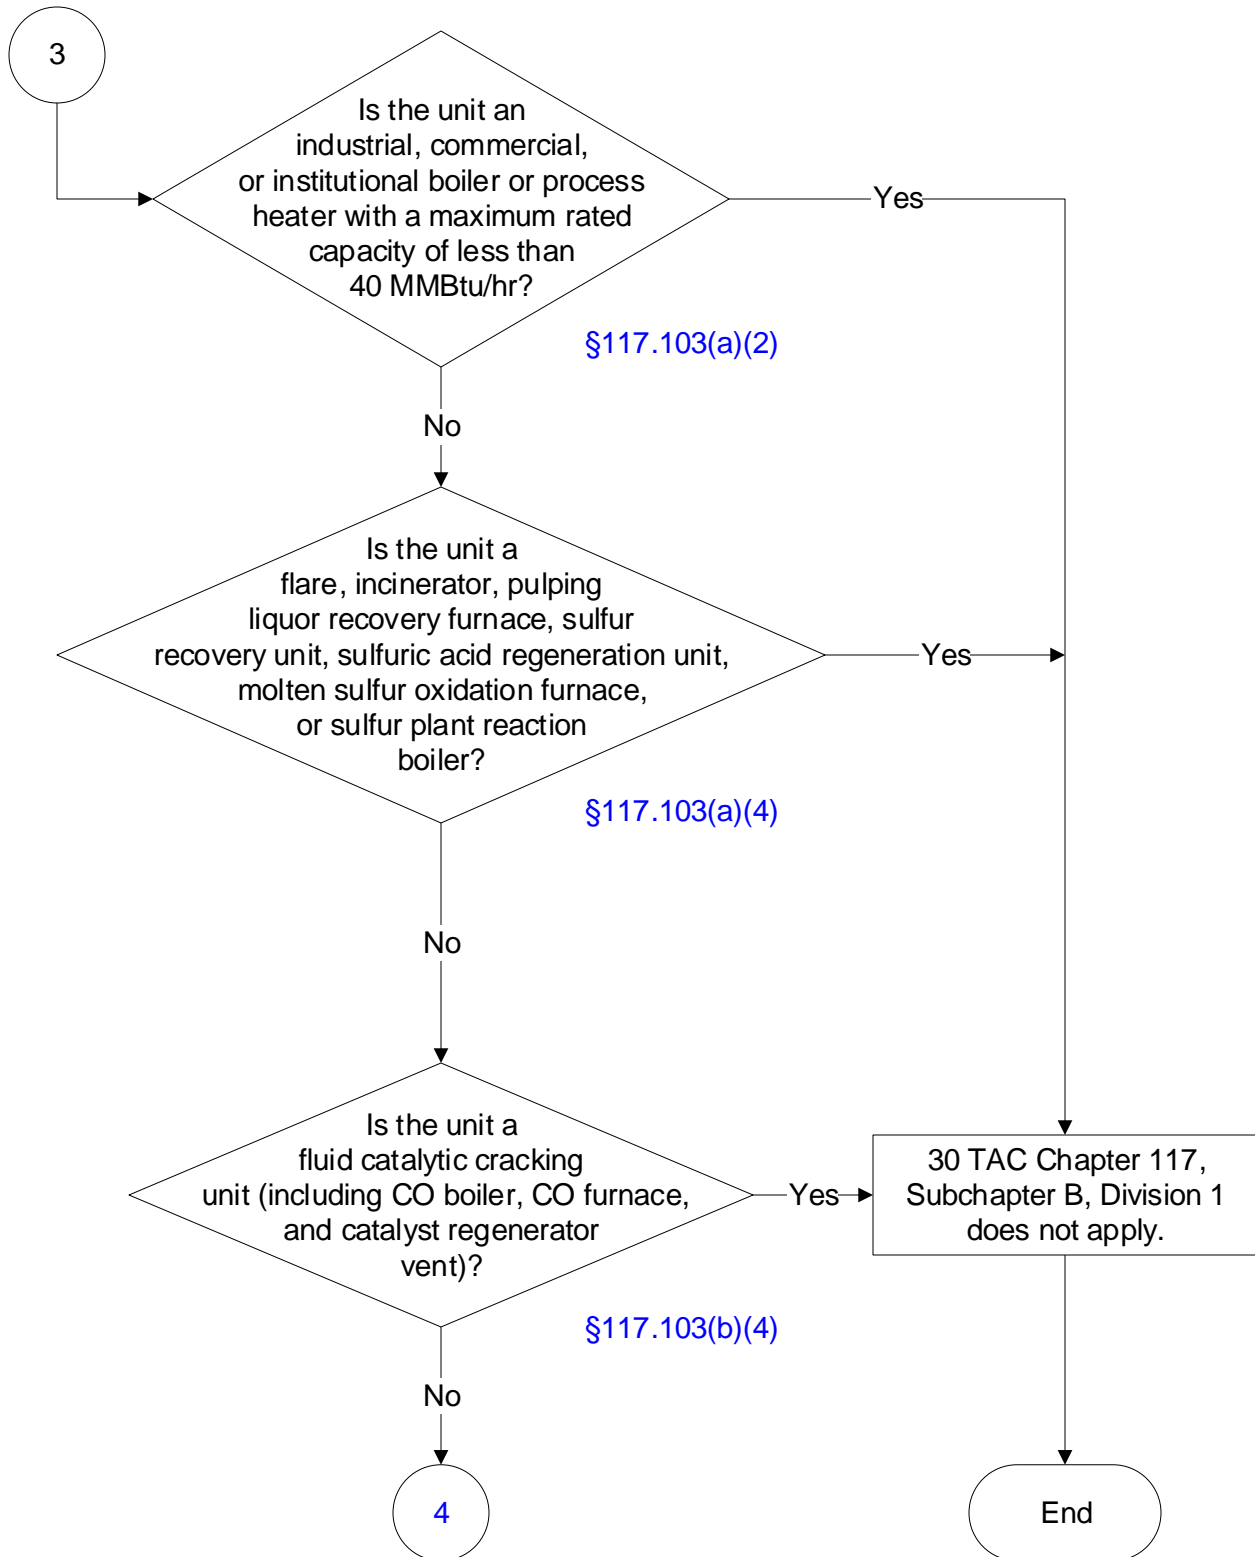 3
Is the unit an
industrial, commercial,
or institutional boiler or process
heater with a maximum rated
capacity of less than
40 MMBtu/hr?
Yes
§117.103(a)(2)
No
Is the unit a
flare, incinerator, pulping
liquor recovery furnace, sulfur
recovery unit, sulfuric acid regeneration unit,
molten sulfur oxidation furnace,
or sulfur plant reaction
boiler?
Yes
§117.103(a)(4)
No
Is the unit a
fluid catalytic cracking
unit (including CO boiler, CO furnace,
and catalyst regenerator
vent)?
Yes
30 TAC Chapter 117,
Subchapter B, Division 1
does not apply.
§117.103(b)(4)
No
4
End